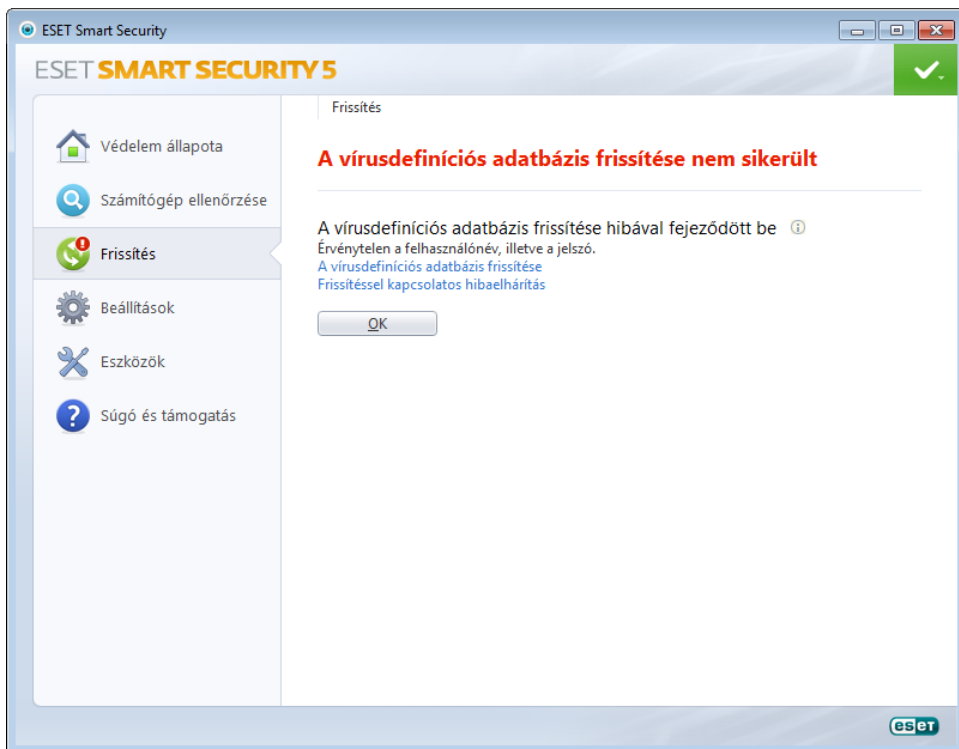 ESET Smart Security
ESET SMART SECURITY 5
Frissítés
Védelem állapota
Számítógép ellenőrzése
Frissítés
Beállítások
Eszközök
Súgó és támogatás
A vírusdefiníciós adatbázis frissítése nem sikerült
A vírusdefiníciós adatbázis frissítése hibával fejeződött be
Érvénytelen a felhasználónév, illetve a jelszó.
A vírusdefiníciós adatbázis frissítése
Frissítéssel kapcsolatos hibaelhárítás
OK
eset